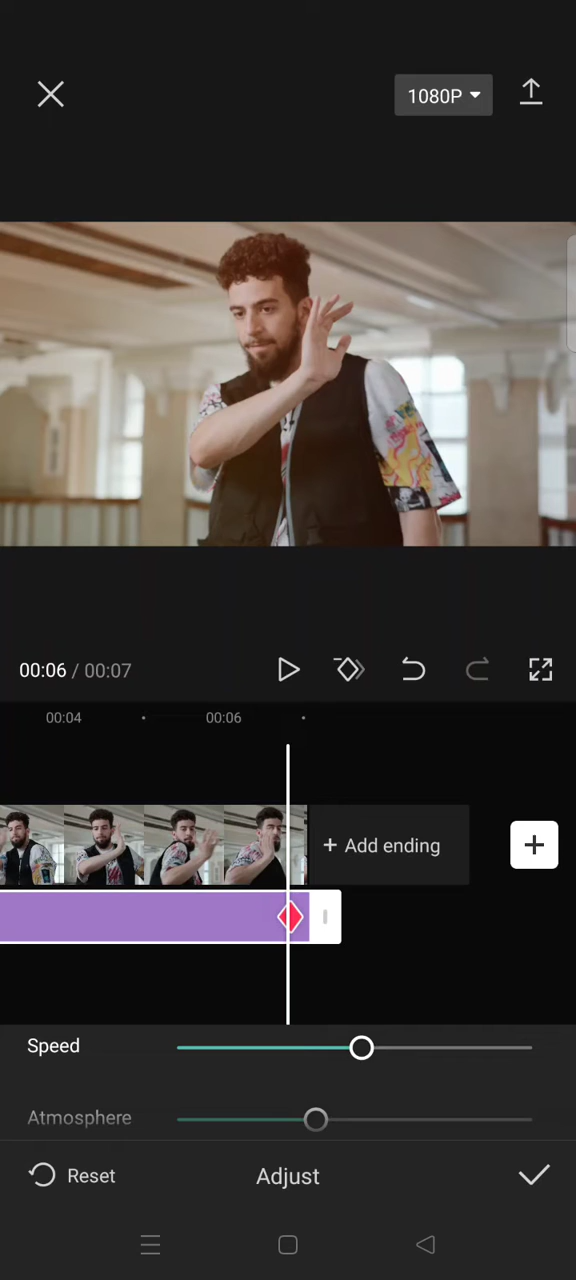 1080P
00:06 / 00:07
00:04
00:06
+ Add ending
Speed
Atmosphere
Reset
Adjust